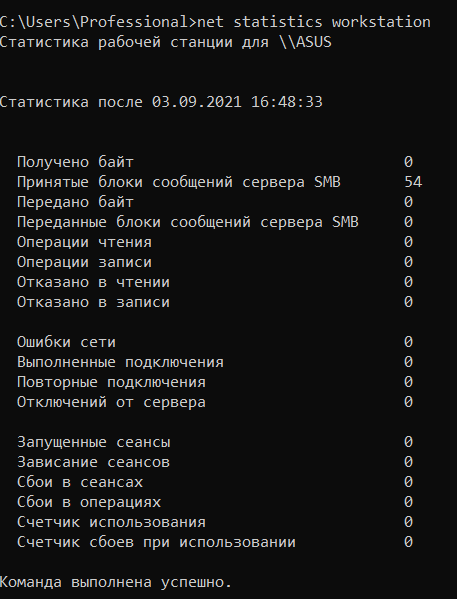 C:\Users\Professional>net statistics workstation
Статистика рабочей станции для \\ASUS
Статистика после 03.09.2021 16:48:33
Получено байт 0
Принятые блоки сообщений сервера SMB 54
Передано байт 0
Переданные блоки сообщений сервера SMB 0
Операции чтения 0
Операции записи 0
Отказано в чтении 0
Отказано в записи 0
Ошибки сети 0
Выполненные подключения 0
Повторные подключения 0
Отключений от сервера 0
Запущенные сеансы 0
Зависание сеансов 0
Сбои в сеансах 0
Сбои в операциях 0
Счетчик использования 0
Счетчик сбоев при использовании 0
Команда выполнена успешно.